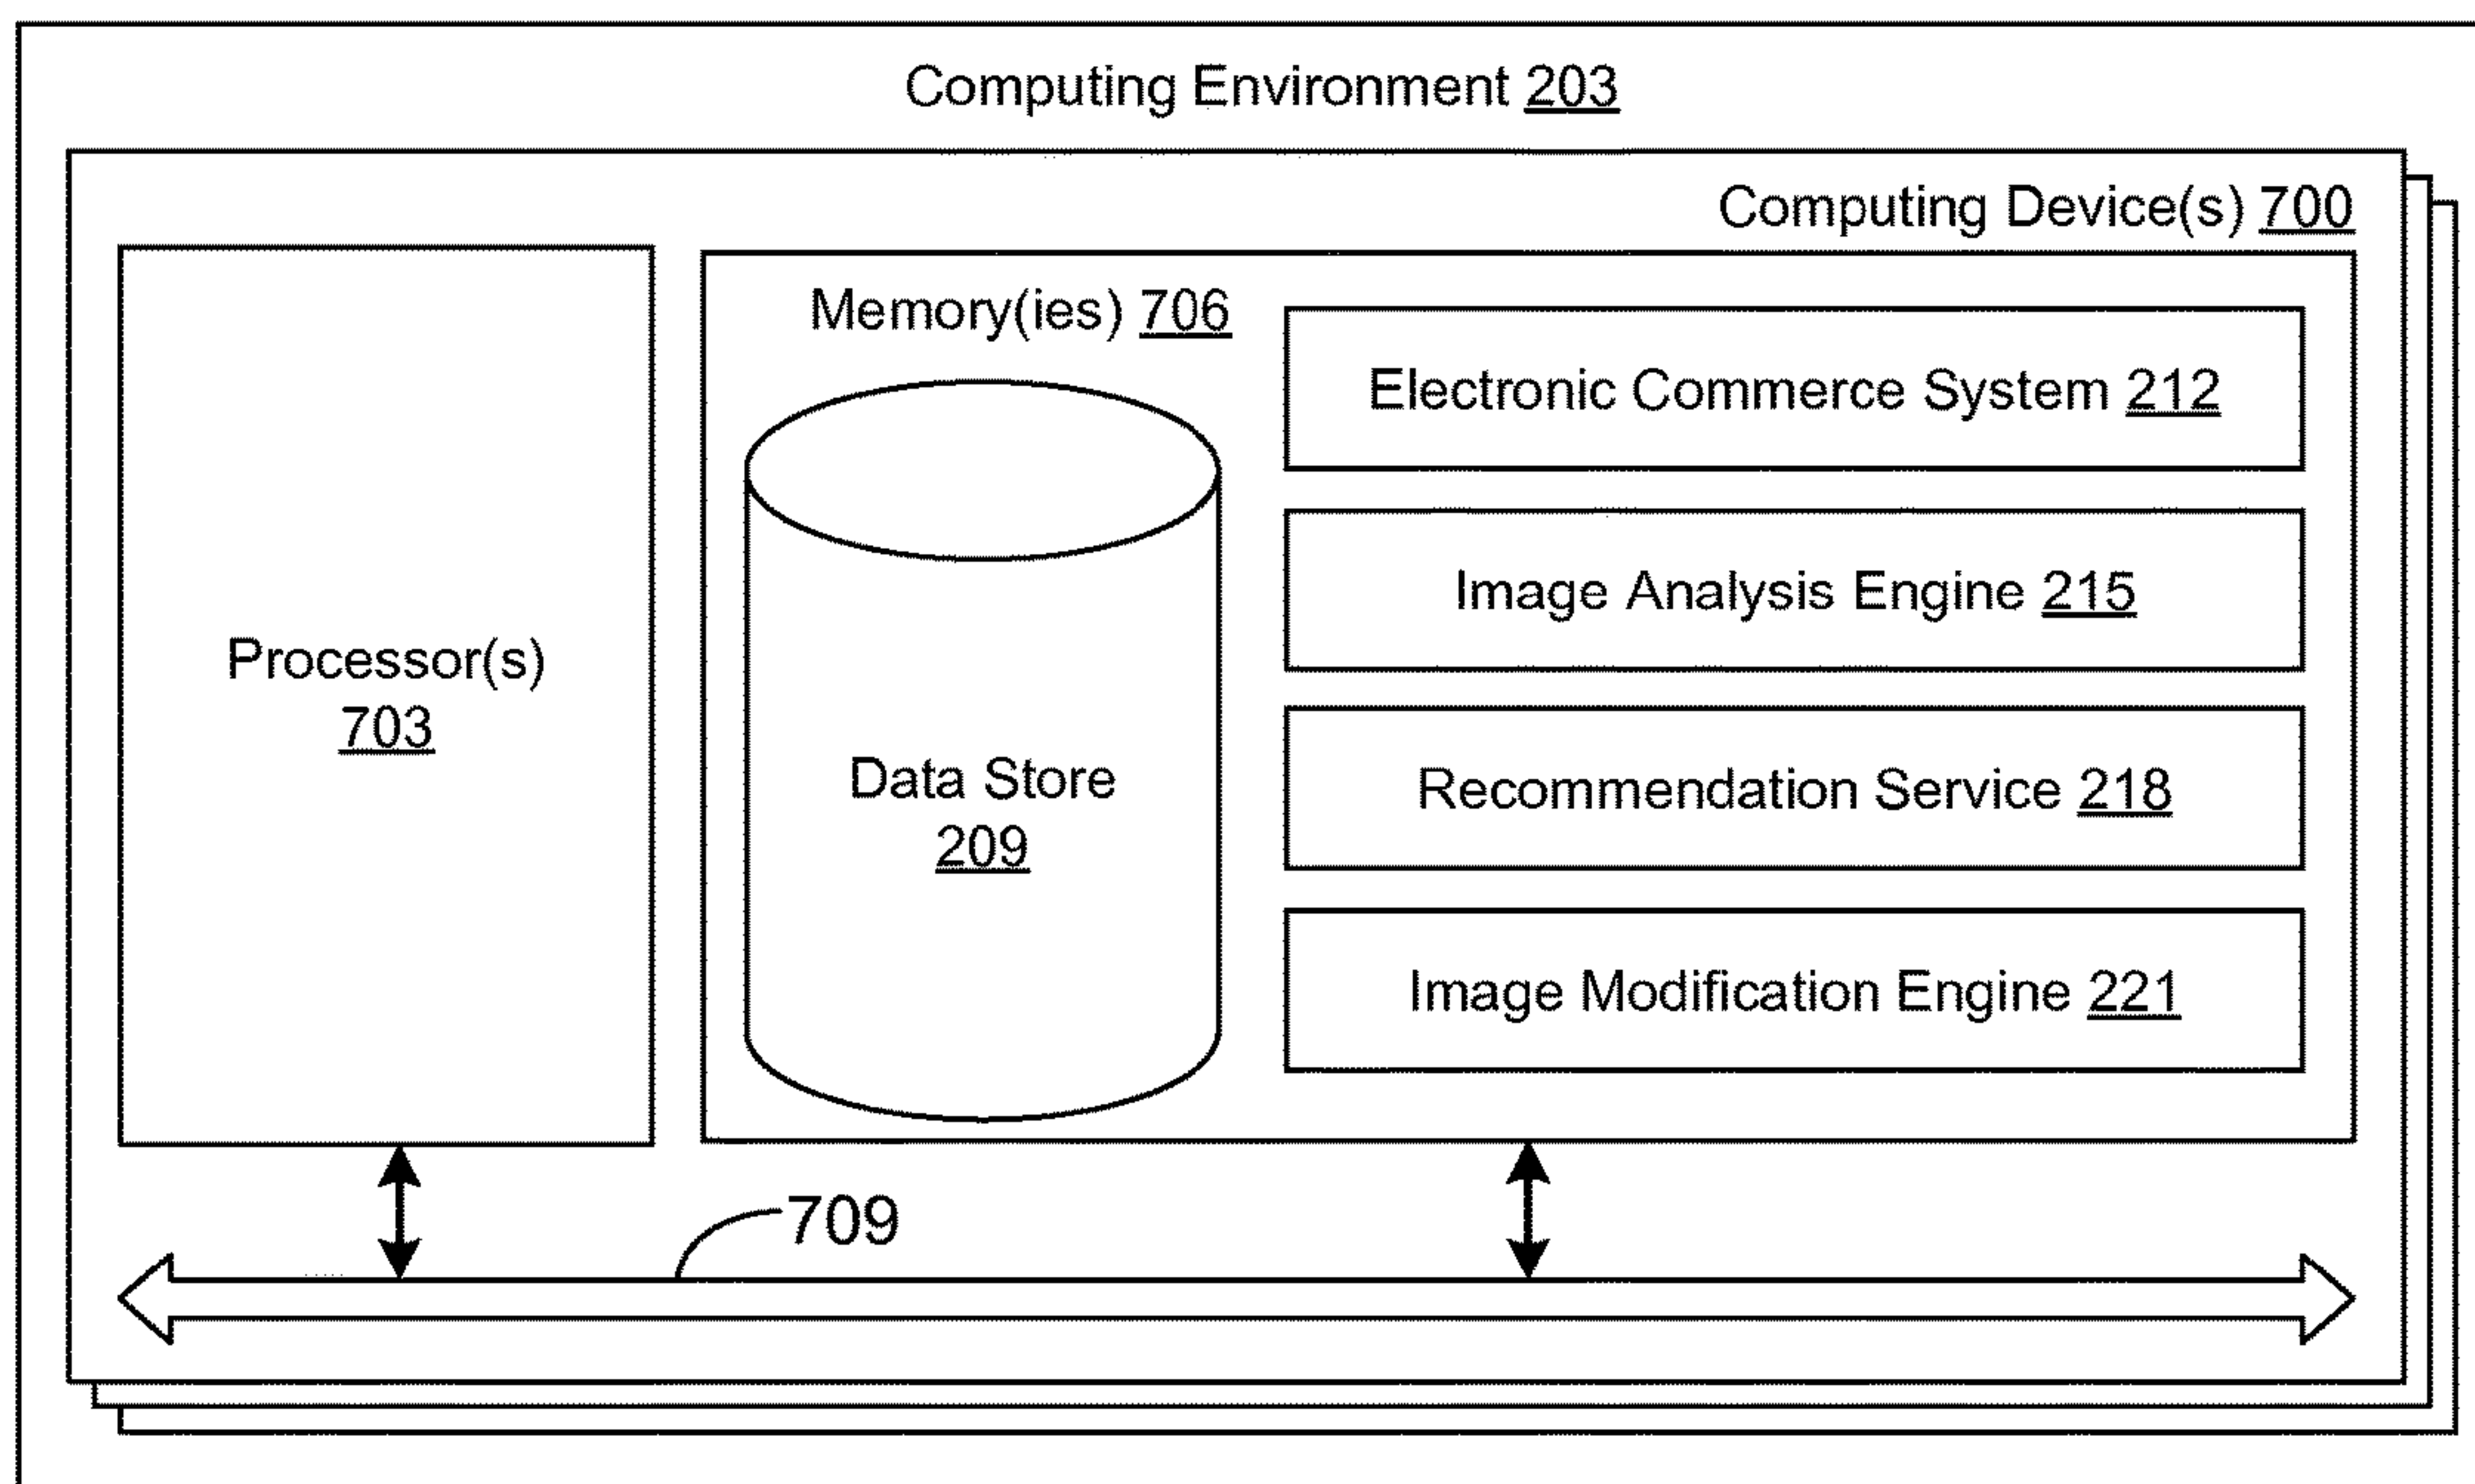 Computing Environment 203
Computing Device(s) 700
Memory(ies) 706
Electronic Commerce System 212
Image Analysis Engine 215
Processor(s)
703
Data Store
209
Recommendation Service 218
Image Modification Engine 221
709